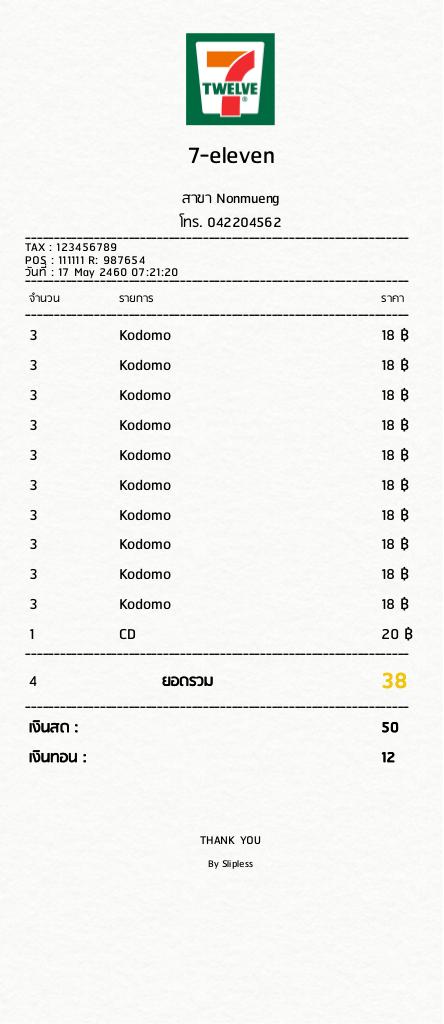 7
TWELVE
®
7-eleven
สาขา Nonmueng
โทร. 042204562
TAX : 123456789
POS : 111111 R: 987654
วันที่ : 17 May 2460 07:21:20
จำนวน รายการ ราคา
3 Kodomo 18 ฿
3 Kodomo 18 ฿
3 Kodomo 18 ฿
3 Kodomo 18 ฿
3 Kodomo 18 ฿
3 Kodomo 18 ฿
3 Kodomo 18 ฿
3 Kodomo 18 ฿
3 Kodomo 18 ฿
3 Kodomo 18 ฿
1 CD 20 ฿
4 ยอดรวม 38
เงินสด : 50
เงินทอน : 12
THANK YOU
By Slipless